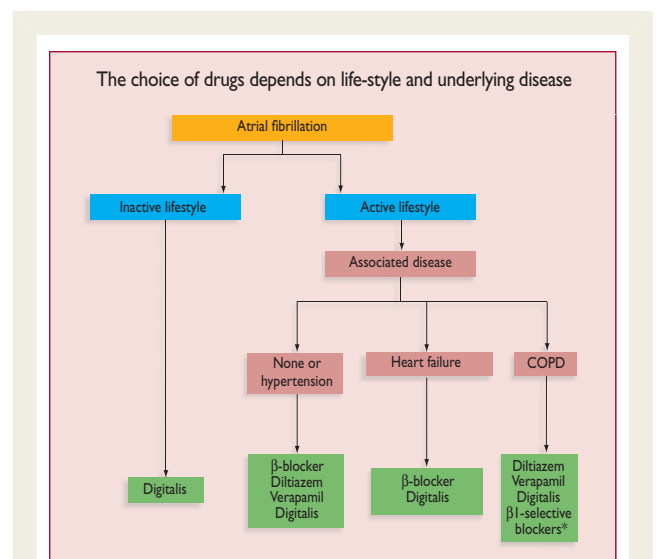 The choice of drugs depends on life-style and underlying disease
Atrial fibrillation
Inactive lifestyle
Active lifestyle
Associated disease
None or
hypertension
Heart failure
COPD
Digitalis
β-blocker
Diltiazem
Verapamil
Digitalis
β-blocker
Digitalis
Diltiazem
Verapamil
Digitalis
β1-selective
blockers*